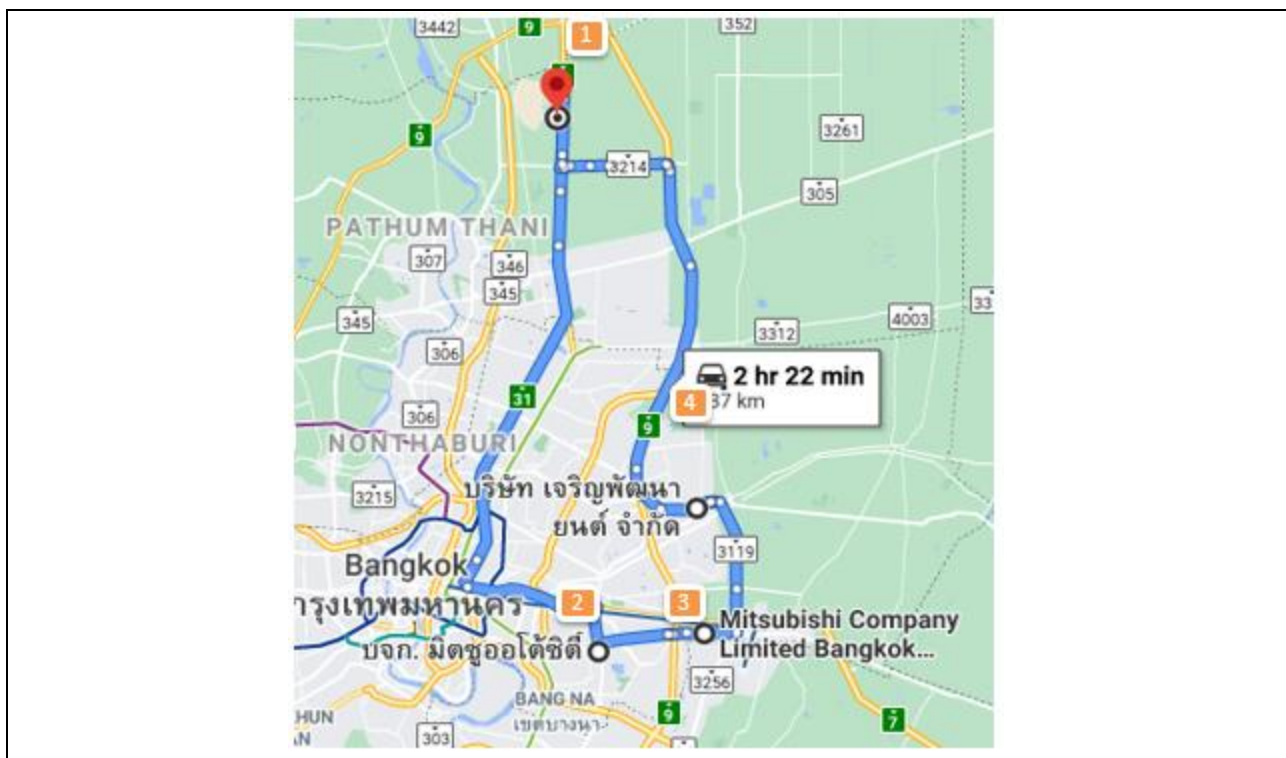 3442
9
1
352
9
3261
3214
305
PATHUM THANI
307
346
345
345
4003
3312
306
2 hr 22 min
4
37 km
31
306
9
NONTHABURI
3215
บริษัท เจริญพัฒนา
ยนต์ จำกัด
3119
Bangkok
กรุงเทพมหานคร
2
3
Mitsubishi Company
Limited Bangkok...
บจก. มิตซูออโต้ซิตี้
3256
BANG NA
เขตบางนา
9
7
303